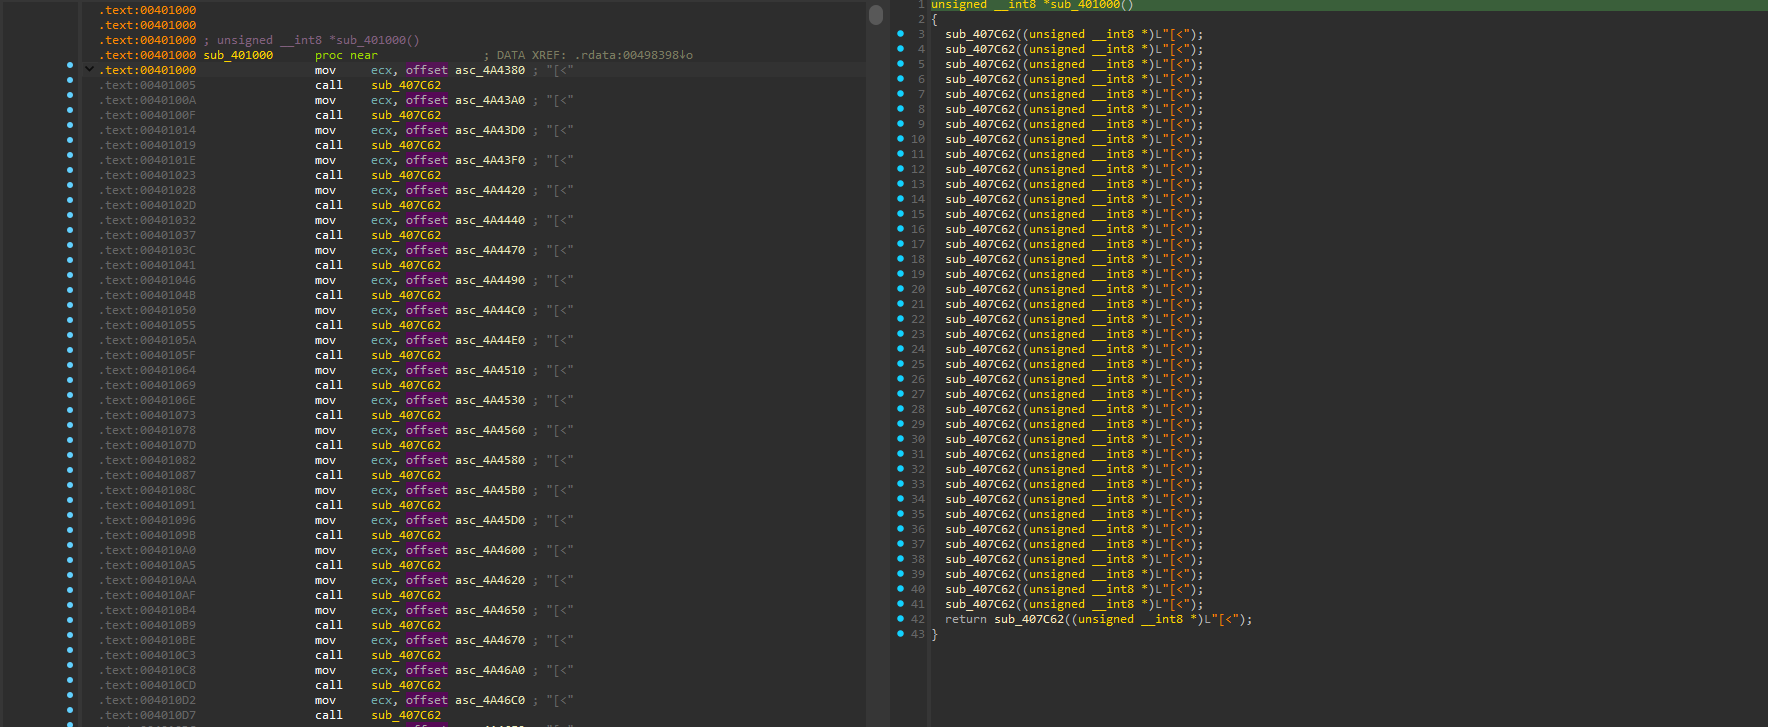 .text:00401000
.text:00401000
.text:00401000 ; unsigned __int8 *sub_401000()
.text:00401000 sub_401000 proc near ; DATA XREF: .rdata:00498398↓o
.text:00401000 mov ecx, offset asc_4A4380 ; "[<"
.text:00401005 call sub_407C62
.text:0040100A mov ecx, offset asc_4A43A0 ; "[<"
.text:0040100F call sub_407C62
.text:00401014 mov ecx, offset asc_4A43D0 ; "[<"
.text:00401019 call sub_407C62
.text:0040101E mov ecx, offset asc_4A43F0 ; "[<"
.text:00401023 call sub_407C62
.text:00401028 mov ecx, offset asc_4A4420 ; "[<"
.text:0040102D call sub_407C62
.text:00401032 mov ecx, offset asc_4A4440 ; "[<"
.text:00401037 call sub_407C62
.text:0040103C mov ecx, offset asc_4A4470 ; "[<"
.text:00401041 call sub_407C62
.text:00401046 mov ecx, offset asc_4A4490 ; "[<"
.text:0040104B call sub_407C62
.text:00401050 mov ecx, offset asc_4A44C0 ; "[<"
.text:00401055 call sub_407C62
.text:0040105A mov ecx, offset asc_4A44E0 ; "[<"
.text:0040105F call sub_407C62
.text:00401064 mov ecx, offset asc_4A4510 ; "[<"
.text:00401069 call sub_407C62
.text:0040106E mov ecx, offset asc_4A4530 ; "[<"
.text:00401073 call sub_407C62
.text:00401078 mov ecx, offset asc_4A4560 ; "[<"
.text:0040107D call sub_407C62
.text:00401082 mov ecx, offset asc_4A4580 ; "[<"
.text:00401087 call sub_407C62
.text:0040108C mov ecx, offset asc_4A45B0 ; "[<"
.text:00401091 call sub_407C62
.text:00401096 mov ecx, offset asc_4A45D0 ; "[<"
.text:0040109B call sub_407C62
.text:004010A0 mov ecx, offset asc_4A4600 ; "[<"
.text:004010A5 call sub_407C62
.text:004010AA mov ecx, offset asc_4A4620 ; "[<"
.text:004010AF call sub_407C62
.text:004010B4 mov ecx, offset asc_4A4650 ; "[<"
.text:004010B9 call sub_407C62
.text:004010BE mov ecx, offset asc_4A4670 ; "[<"
.text:004010C3 call sub_407C62
.text:004010C8 mov ecx, offset asc_4A46A0 ; "[<"
.text:004010CD call sub_407C62
.text:004010D2 mov ecx, offset asc_4A46C0 ; "[<"
.text:004010D7 call sub_407C62
1 unsigned __int8 *sub_401000()
2 {
3 sub_407C62((unsigned __int8 *)L"[<");
4 sub_407C62((unsigned __int8 *)L"[<");
5 sub_407C62((unsigned __int8 *)L"[<");
6 sub_407C62((unsigned __int8 *)L"[<");
7 sub_407C62((unsigned __int8 *)L"[<");
8 sub_407C62((unsigned __int8 *)L"[<");
9 sub_407C62((unsigned __int8 *)L"[<");
10 sub_407C62((unsigned __int8 *)L"[<");
11 sub_407C62((unsigned __int8 *)L"[<");
12 sub_407C62((unsigned __int8 *)L"[<");
13 sub_407C62((unsigned __int8 *)L"[<");
14 sub_407C62((unsigned __int8 *)L"[<");
15 sub_407C62((unsigned __int8 *)L"[<");
16 sub_407C62((unsigned __int8 *)L"[<");
17 sub_407C62((unsigned __int8 *)L"[<");
18 sub_407C62((unsigned __int8 *)L"[<");
19 sub_407C62((unsigned __int8 *)L"[<");
20 sub_407C62((unsigned __int8 *)L"[<");
21 sub_407C62((unsigned __int8 *)L"[<");
22 sub_407C62((unsigned __int8 *)L"[<");
23 sub_407C62((unsigned __int8 *)L"[<");
24 sub_407C62((unsigned __int8 *)L"[<");
25 sub_407C62((unsigned __int8 *)L"[<");
26 sub_407C62((unsigned __int8 *)L"[<");
27 sub_407C62((unsigned __int8 *)L"[<");
28 sub_407C62((unsigned __int8 *)L"[<");
29 sub_407C62((unsigned __int8 *)L"[<");
30 sub_407C62((unsigned __int8 *)L"[<");
31 sub_407C62((unsigned __int8 *)L"[<");
32 sub_407C62((unsigned __int8 *)L"[<");
33 sub_407C62((unsigned __int8 *)L"[<");
34 sub_407C62((unsigned __int8 *)L"[<");
35 sub_407C62((unsigned __int8 *)L"[<");
36 sub_407C62((unsigned __int8 *)L"[<");
37 sub_407C62((unsigned __int8 *)L"[<");
38 sub_407C62((unsigned __int8 *)L"[<");
39 sub_407C62((unsigned __int8 *)L"[<");
40 sub_407C62((unsigned __int8 *)L"[<");
41 sub_407C62((unsigned __int8 *)L"[<");
42 return sub_407C62((unsigned __int8 *)L"[<");
43 }